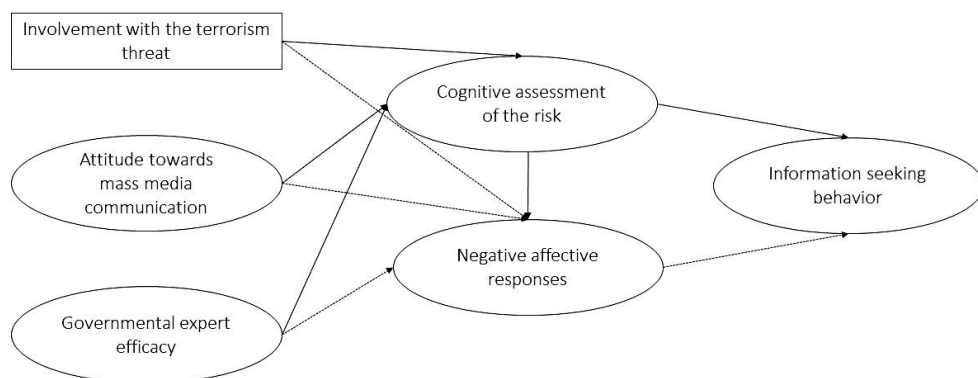 Involvement with the terrorism
threat
Cognitive assessment
of the risk
Attitude towards
mass media
communication
Information seeking
behavior
Negative affective
responses
Governmental expert
efficacy